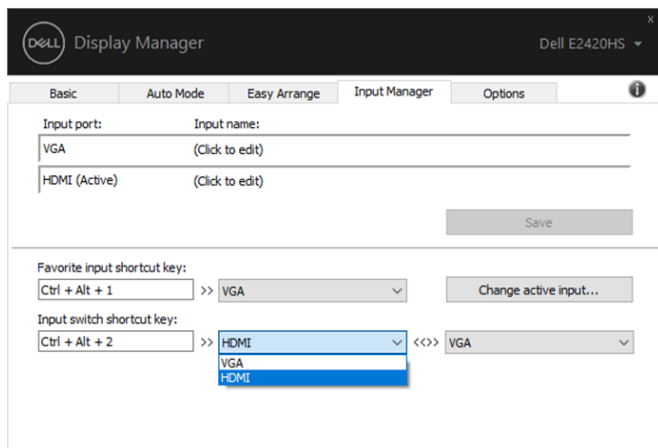 x
DELL Display Manager Dell E2420HS
Basic Auto Mode Easy Arrange Input Manager Options i
Input port: Input name:
VGA (Click to edit)
HDMI (Active) (Click to edit)
Save
Favorite input shortcut key:
Ctrl + Alt + 1 >> VGA Change active input...
Input switch shortcut key:
Ctrl + Alt + 2 >> HDMI <<>> VGA
VGA
HDMI